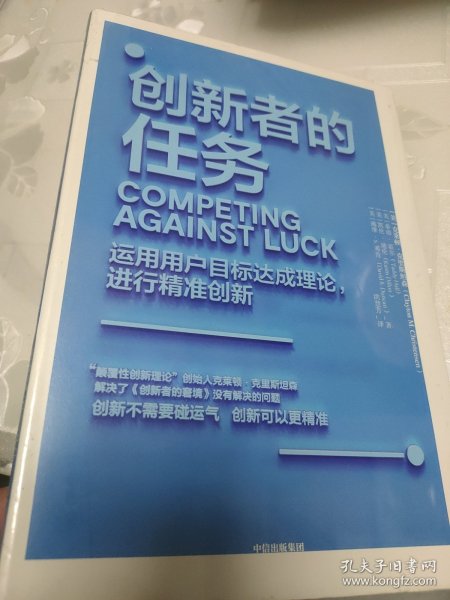 创新者的
任务
COMPETING
AGAINST LUCK
运用用户目标达成理论，
进行精准创新
“颠覆性创新理论”创始人克莱顿·克里斯坦森
解决了《创新者的窘境》没有解决的问题
创新不需要碰运气 创新可以更精准
中信出版集团
孔夫子旧书网
www.kongfz.com